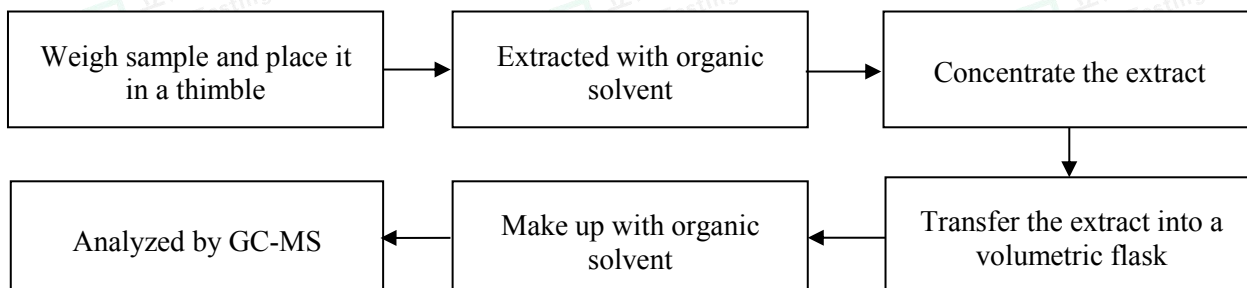 Weigh sample and place it
in a thimble
Extracted with organic
solvent
Concentrate the extract
Transfer the extract into a
volumetric flask
Make up with organic
solvent
Analyzed by GC-MS